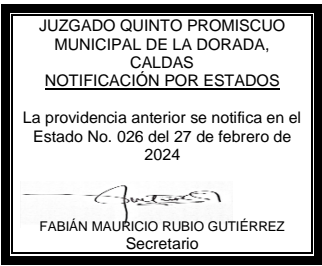 JUZGADO QUINTO PROMISCUO
MUNICIPAL DE LA DORADA,
CALDAS
NOTIFICACIÓN POR ESTADOS
La providencia anterior se notifica en el
Estado No. 026 del 27 de febrero de
2024
FABIÁN MAURICIO RUBIO GUTIÉRREZ
Secretario